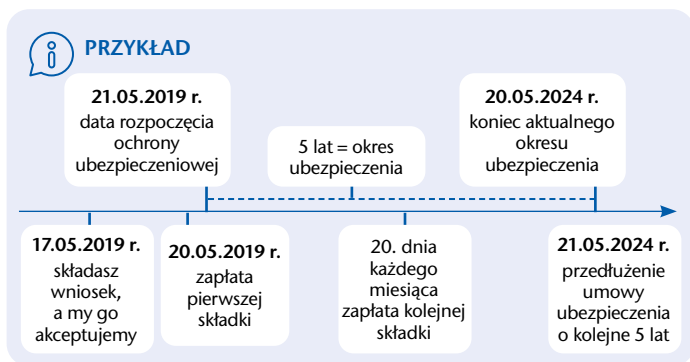 PRZYKŁAD
21.05.2019 r.
data rozpoczęcia
ochrony
ubezpieczeniowej
5 lat = okres
ubezpieczenia
20.05.2024 r.
koniec aktualnego
okresu
ubezpieczenia
17.05.2019 r.
składasz
wniosek,
a my go
akceptujemy
20.05.2019 r.
zapłata
pierwszej
składki
20. dnia
każdego
miesiąca
zapłata kolejnej
składki
21.05.2024 r.
przedłużenie
umowy
ubezpieczenia
o kolejne 5 lat